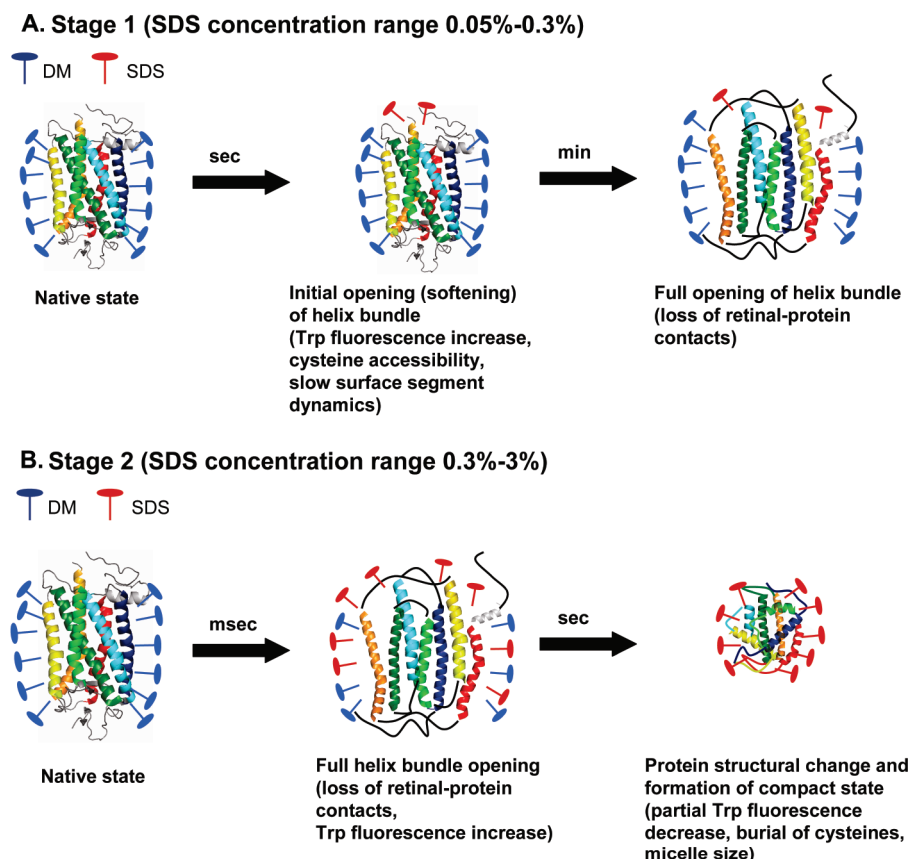 A. Stage 1 (SDS concentration range 0.05%-0.3%)
DM SDS
sec
min
Native state
Initial opening (softening)
of helix bundle
(Trp fluorescence increase,
cysteine accessibility,
slow surface segment
dynamics)
Full opening of helix bundle
(loss of retinal-protein
contacts)
B. Stage 2 (SDS concentration range 0.3%-3%)
DM SDS
msec
sec
Native state
Full helix bundle opening
(loss of retinal-protein
contacts,
Trp fluorescence increase)
Protein structural change and
formation of compact state
(partial Trp fluorescence
decrease, burial of cysteines,
micelle size)